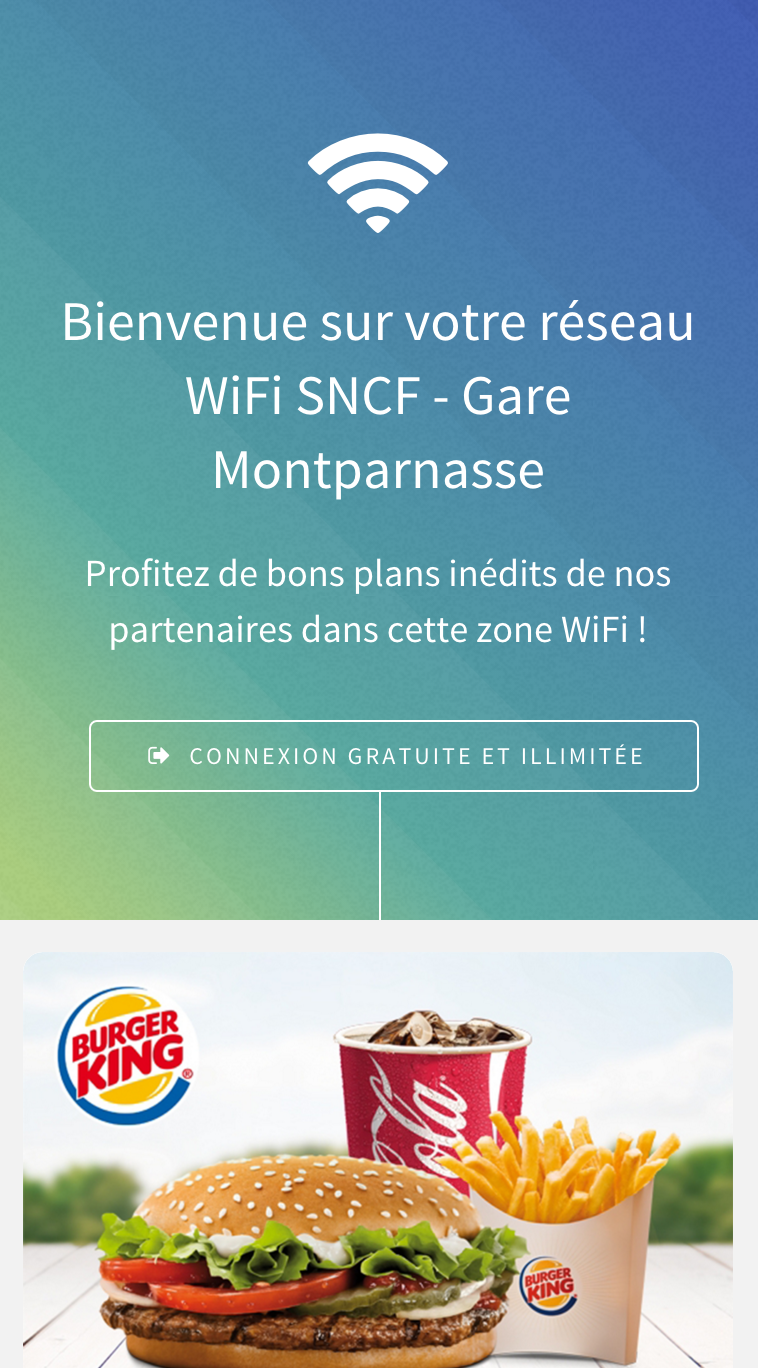 Bienvenue sur votre réseau
WiFi SNCF - Gare
Montparnasse
Profitez de bons plans inédits de nos
partenaires dans cette zone WiFi !
CONNEXION GRATUITE ET ILLIMITÉE
BURGER
KING®
Cola
BURGER
KING